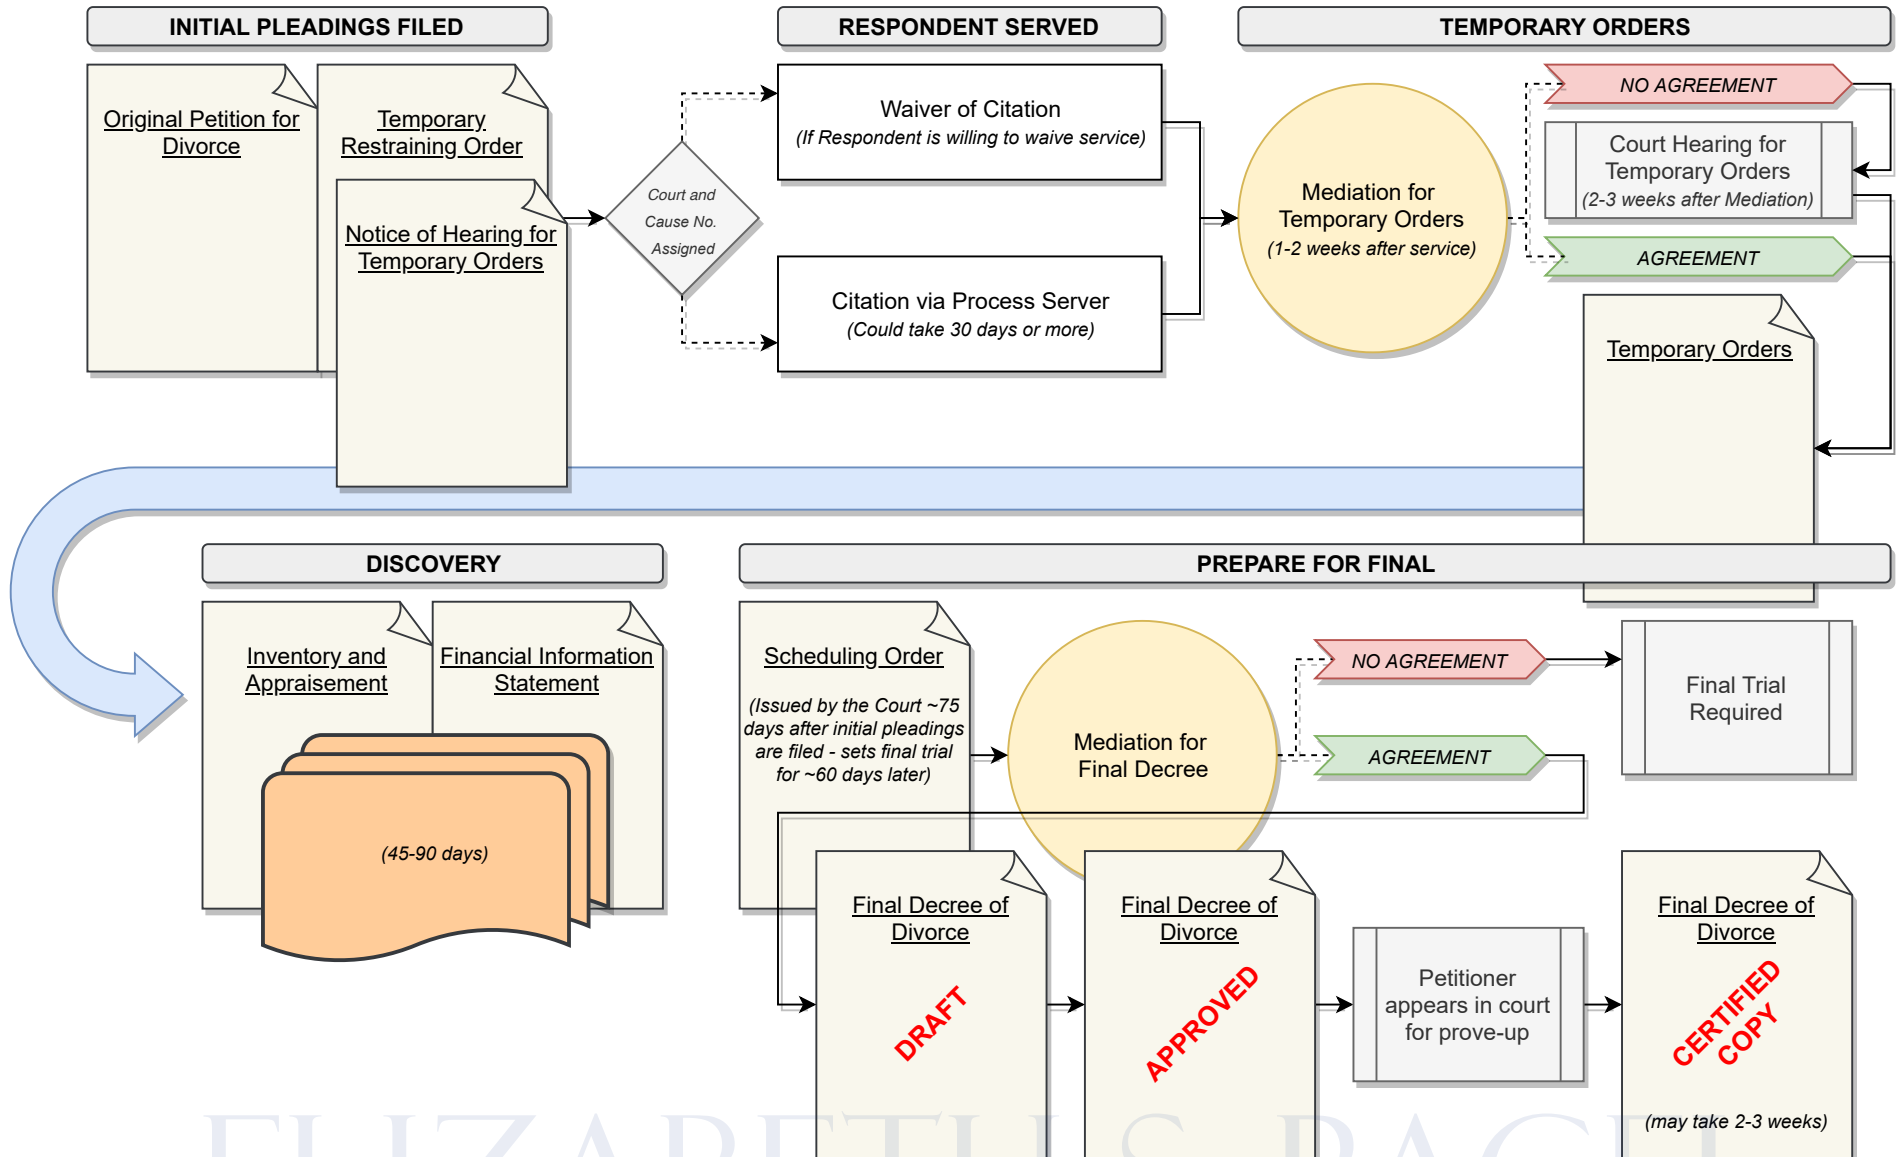 INITIAL PLEADINGS FILED
RESPONDENT SERVED
TEMPORARY ORDERS
Original Petition for
Divorce
Temporary
Restraining Order
Notice of Hearing for
Temporary Orders
Court and
Cause No.
Assigned
Waiver of Citation
(If Respondent is willing to waive service)
Citation via Process Server
(Could take 30 days or more)
Mediation for
Temporary Orders
(1-2 weeks after service)
NO AGREEMENT
Court Hearing for
Temporary Orders
(2-3 weeks after Mediation)
AGREEMENT
Temporary Orders
DISCOVERY
PREPARE FOR FINAL
Inventory and
Appraisement
Financial Information
Statement
(45-90 days)
Scheduling Order
(Issued by the Court ~75
days after initial pleadings
are filed - sets final trial
for ~60 days later)
Mediation for
Final Decree
NO AGREEMENT
AGREEMENT
Final Trial
Required
Final Decree of
Divorce
DRAFT
Final Decree of
Divorce
APPROVED
Petitioner
appears in court
for prove-up
Final Decree of
Divorce
CERTIFIED
COPY
(may take 2-3 weeks)